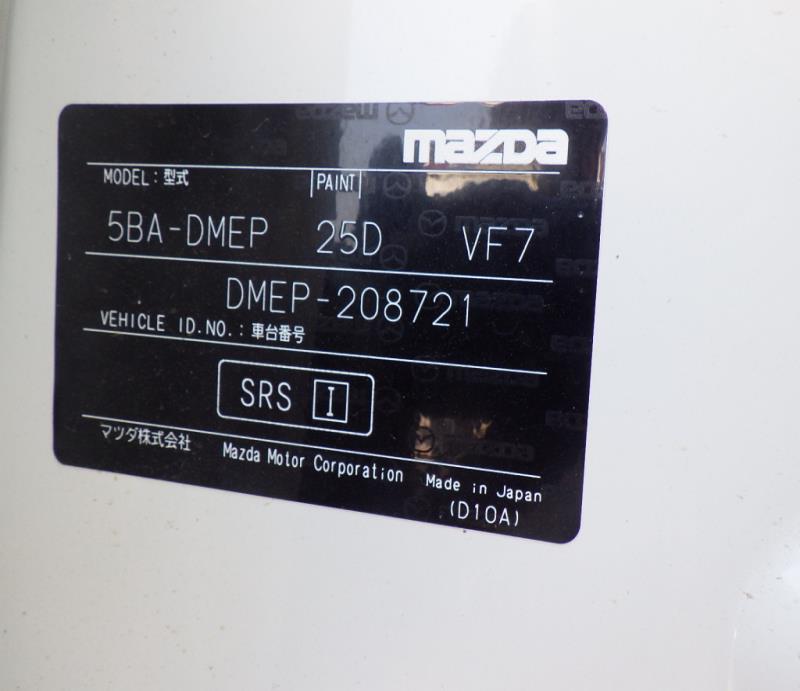 mazDa
MODEL：型式 PAINT
5BA-DMEP 25D VF7
DMEP-208721
VEHICLE ID.NO.：車台番号
SRS I
マツダ株式会社 Mazda Motor Corporation Made in Japan
(D10A)